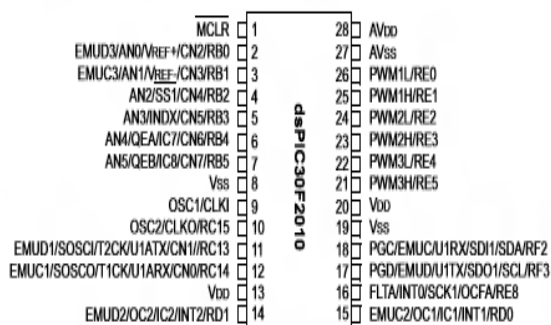 MCLR 1 28 AVDD
EMUD3/AN0/VREF+/CN2/RB0 2 27 AVSS
EMUC3/AN1/VREF-/CN3/RB1 3 26 PWM1L/RE0
AN2/SS1/CN4/RB2 4 25 PWM1H/RE1
AN3/INDX/CN5/RB3 5 24 PWM2L/RE2
AN4/QEA/IC7/CN6/RB4 6 23 PWM2H/RE3
AN5/QEB/IC8/CN7/RB5 7 22 PWM3L/RE4
VSS 8 21 PWM3H/RE5
OSC1/CLKI 9 20 VDD
OSC2/CLKO/RC15 10 19 VSS
EMUD1/SOSCI/T2CK/U1ATX/CN1//RC13 11 18 PGC/EMUC/U1RX/SDI1/SDA/RF2
EMUC1/SOSCO/T1CK/U1ARX/CN0/RC14 12 17 PGD/EMUD/U1TX/SDO1/SCL/RF3
VDD 13 16 FLTA/INT0/SCK1/OCFA/RE8
EMUD2/OC2/IC2/INT2/RD1 14 15 EMUC2/OC1/IC1/INT1/RD0
dsPIC30F2010